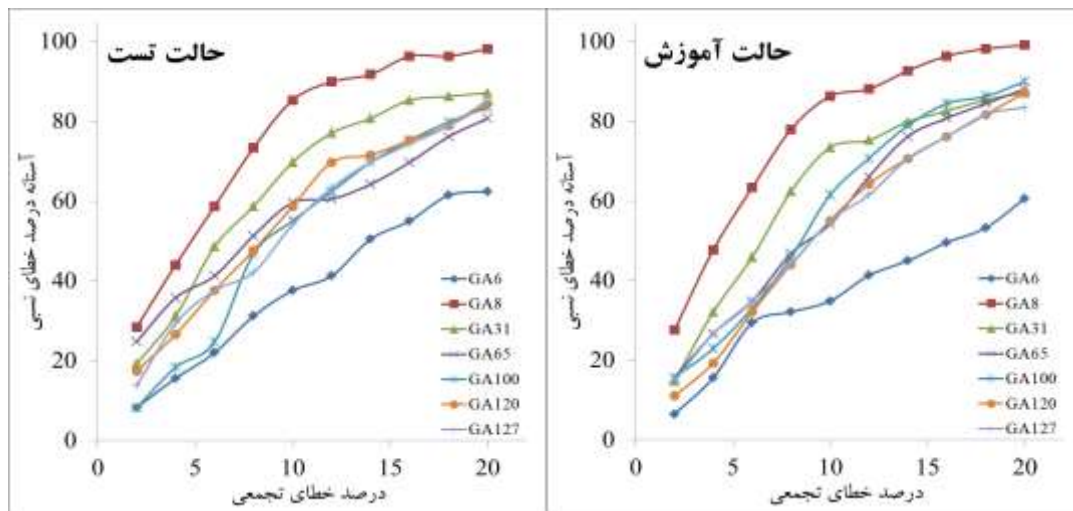 حالت آموزش
آستانه درصد خطای نسبی
100
80
60
40
20
0
0 5 10 15 20
درصد خطای تجمعی
GA6
GA8
GA31
GA65
GA100
GA120
GA127
حالت تست
آستانه درصد خطای نسبی
100
80
60
40
20
0
0 5 10 15 20
درصد خطای تجمعی
GA6
GA8
GA31
GA65
GA100
GA120
GA127